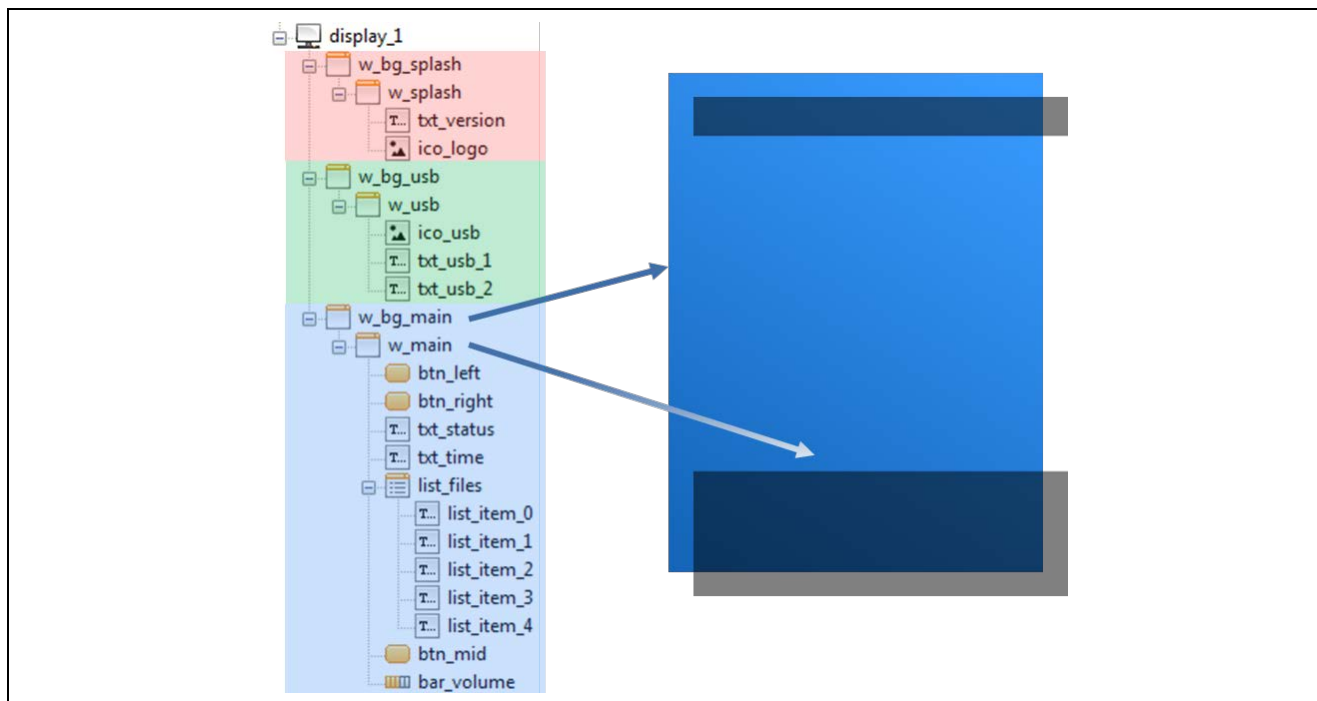 display_1
w_bg_splash
w_splash
T... txt_version
ico_logo
w_bg_usb
w_usb
ico_usb
T... txt_usb_1
T... txt_usb_2
w_bg_main
w_main
btn_left
btn_right
T... txt_status
T... txt_time
list_files
T... list_item_0
T... list_item_1
T... list_item_2
T... list_item_3
T... list_item_4
btn_mid
bar_volume